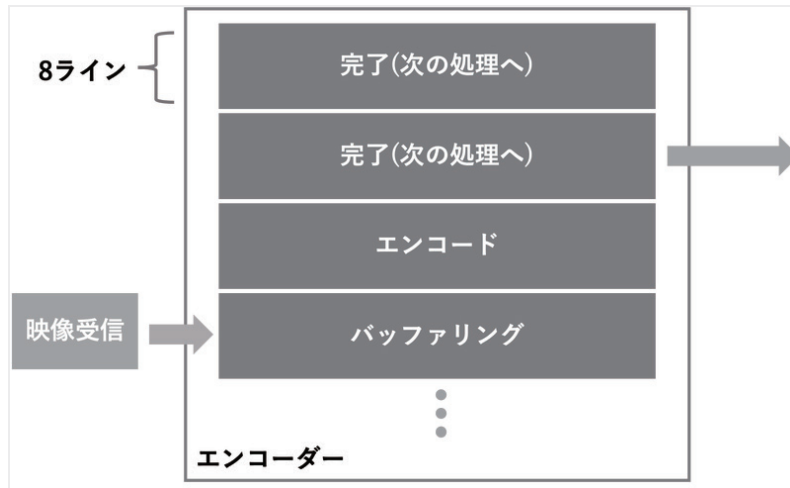 8ライン
完了(次の処理へ)
完了(次の処理へ)
エンコード
映像受信
バッファリング
エンコーダー